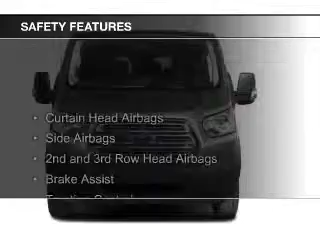 SAFETY FEATURES
• Curtain Head Airbags
• Side Airbags
• 2nd and 3rd Row Head Airbags
• Brake Assist